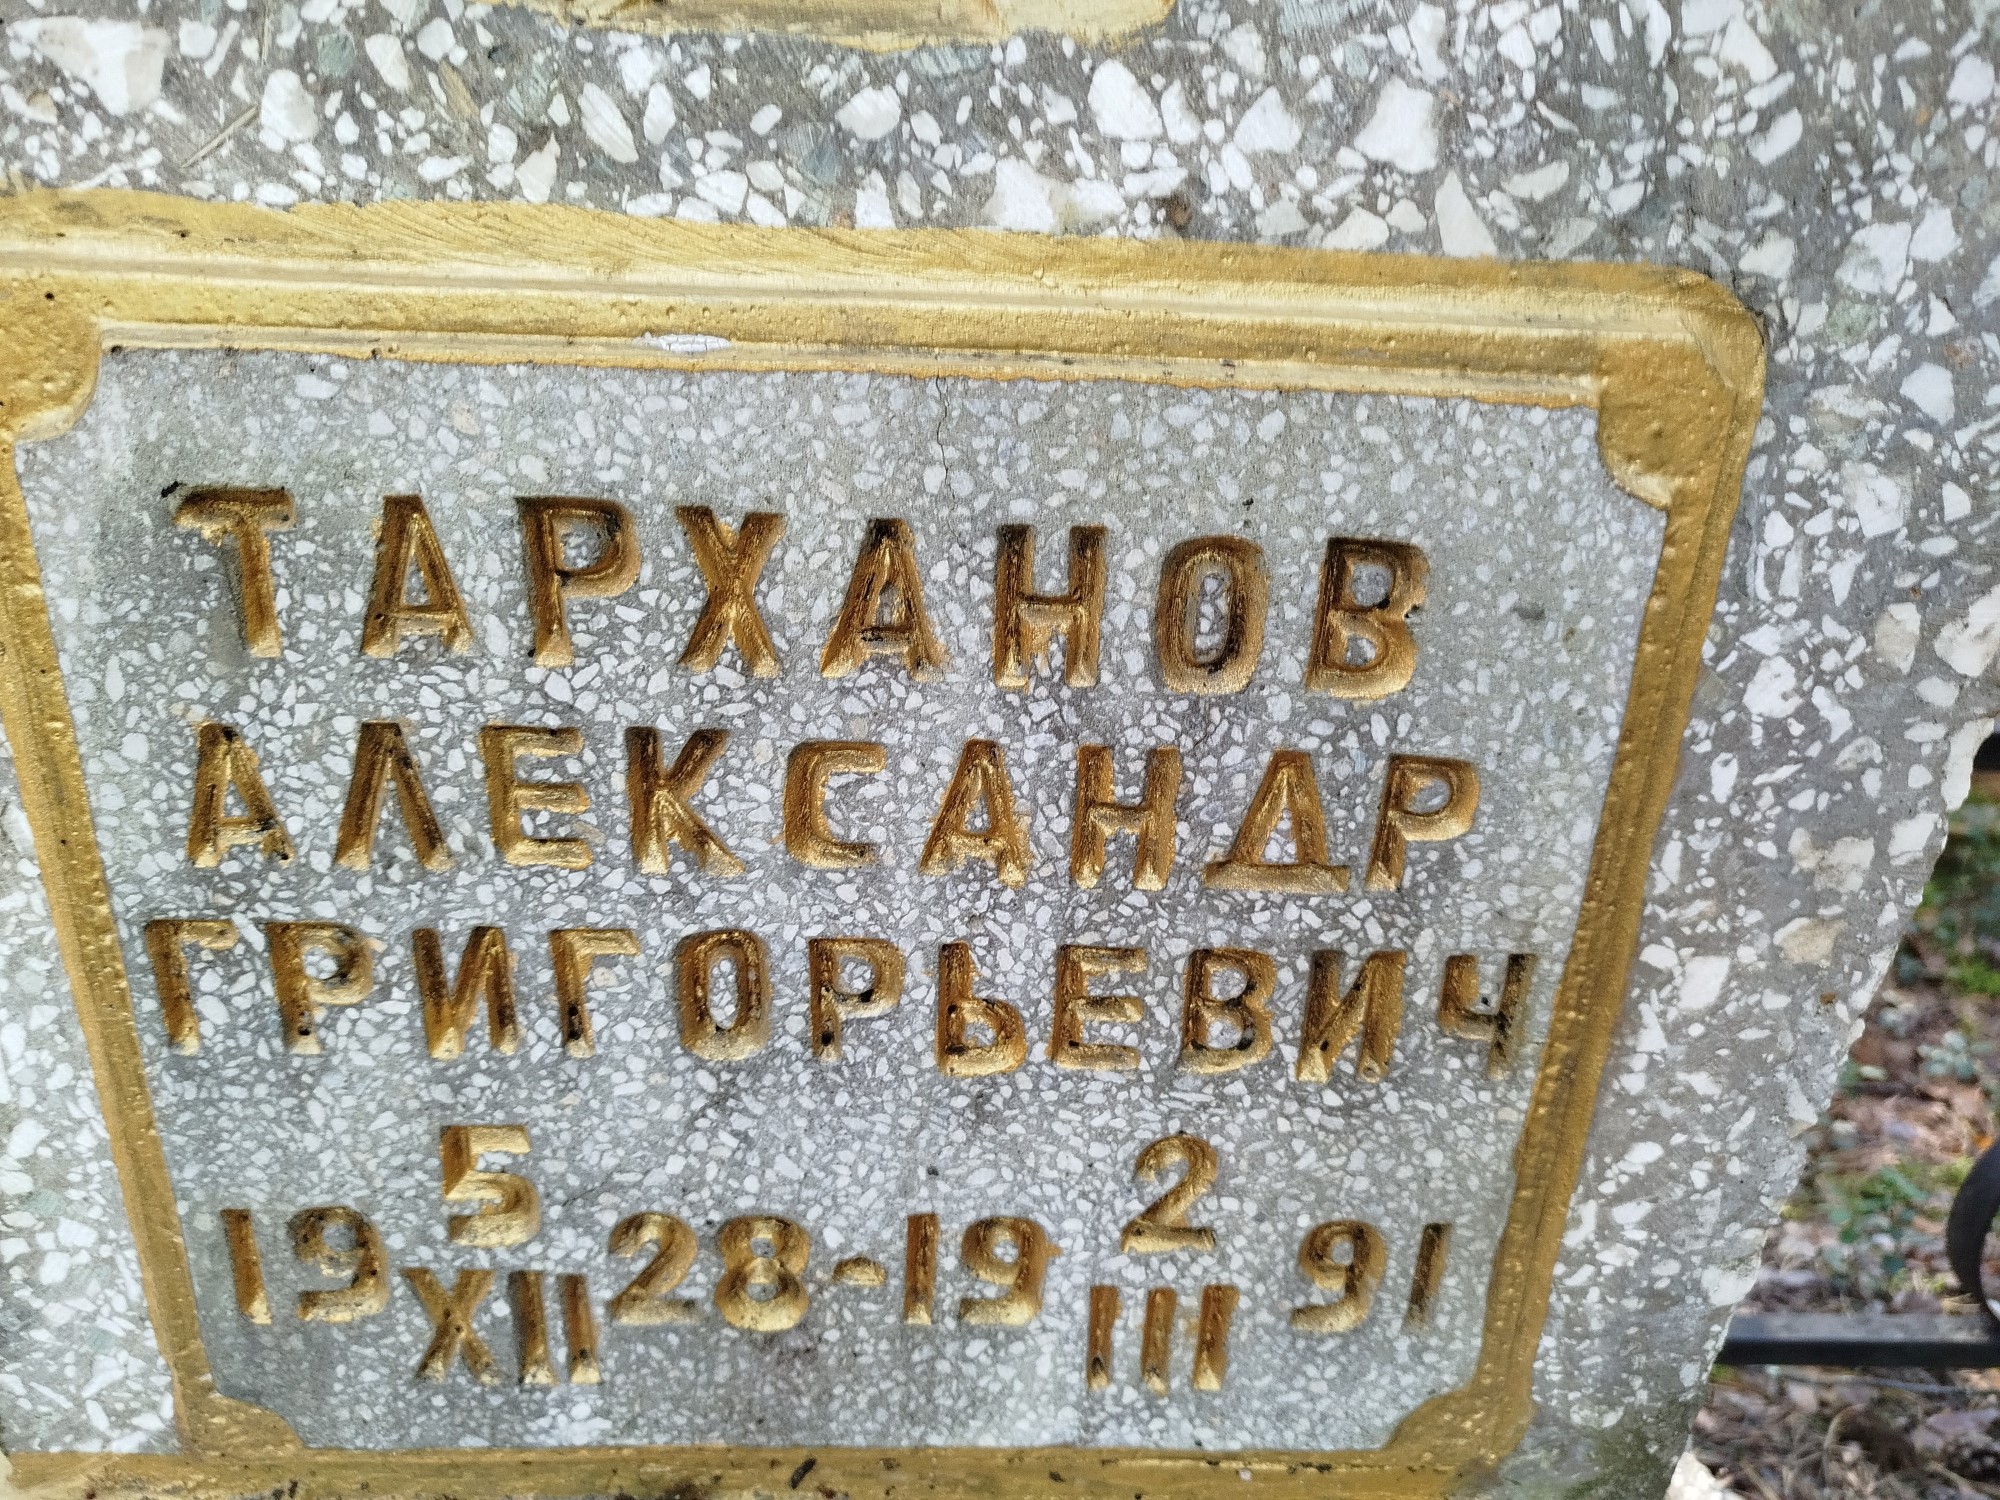 ТАРХАНОВ
АЛЕКСАНДР
ГРИГОРЬЕВИЧ
19 5/XII 28-19 2/III 91